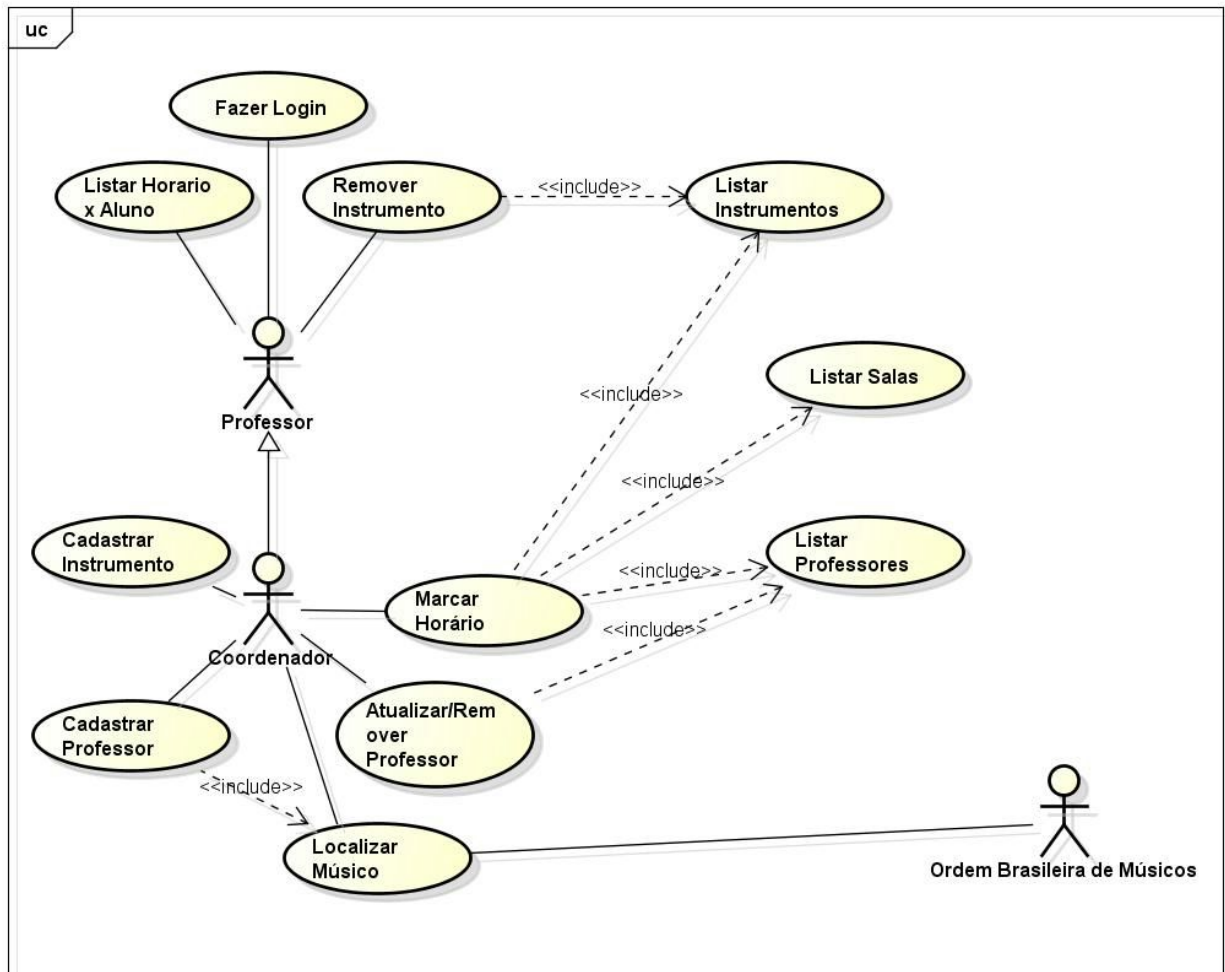 uc
Fazer Login
Listar Horario
x Aluno
Remover
Instrumento
<<include>>
Listar
Instrumentos
Professor
<<include>>
Listar Salas
<<include>>
Cadastrar
Instrumento
Listar
Professores
<<include>>
Marcar
Horário
<<include>>
Coordenador
Cadastrar
Professor
Atualizar/Rem
over
Professor
<<include>>
Localizar
Músico
Ordem Brasileira de Músicos